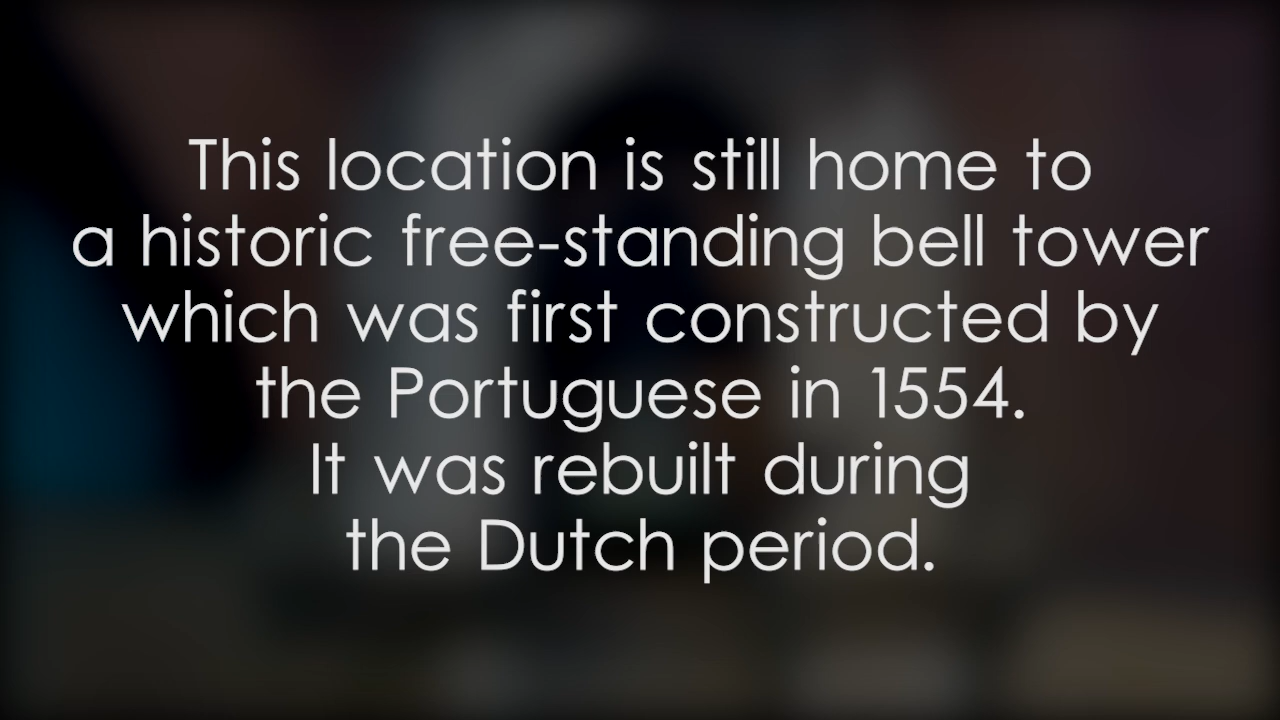 This location is still home to
a historic free-standing bell tower
which was first constructed by
the Portuguese in 1554.
It was rebuilt during
the Dutch period.